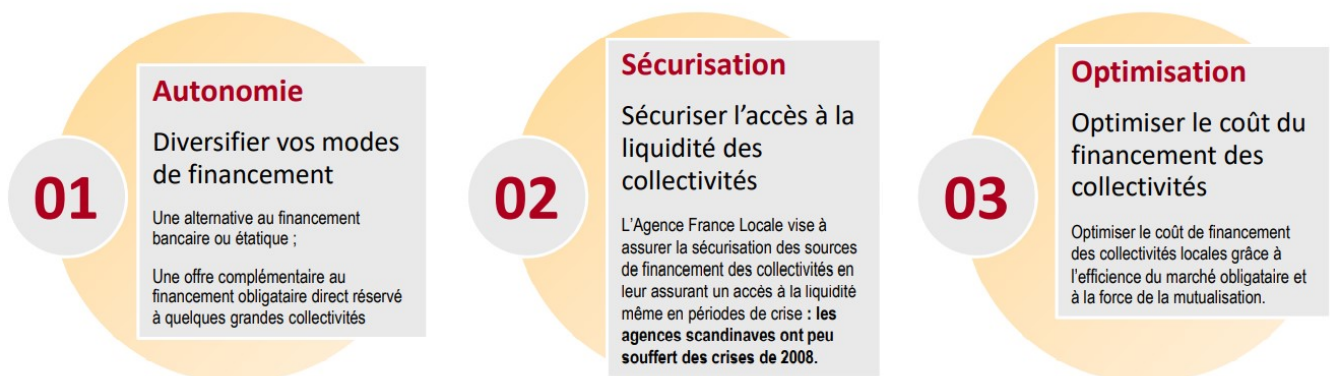 01
Autonomie
Diversifier vos modes
de financement
Une alternative au financement
bancaire ou étatique ;
Une offre complémentaire au
financement obligataire direct réservé
à quelques grandes collectivités
02
Sécurisation
Sécuriser l’accès à la
liquidité des
collectivités
L’Agence France Locale vise à
assurer la sécurisation des sources
de financement des collectivités en
leur assurant un accès à la liquidité
même en périodes de crise : les
agences scandinaves ont peu
souffert des crises de 2008.
03
Optimisation
Optimiser le coût du
financement des
collectivités
Optimiser le coût de financement
des collectivités locales grâce à
l’efficience du marché obligataire et
à la force de la mutualisation.